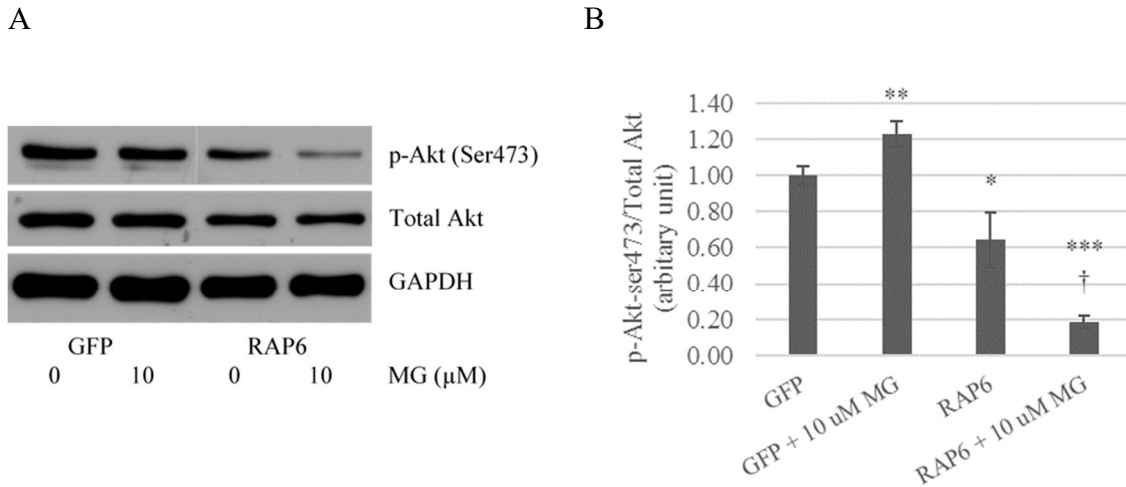 A
p-Akt (Ser473)
Total Akt
GAPDH
GFP RAP6
0 10 0 10 MG (µM)
B
p-Akt-ser473/Total Akt
(arbitary unit)
1.40
1.20
1.00
0.80
0.60
0.40
0.20
0.00
**
*
***
†
GFP
GFP + 10 uM MG
RAP6
RAP6 + 10 uM MG